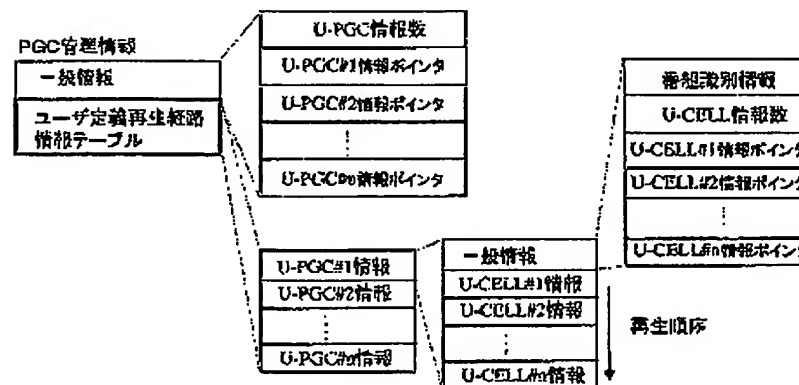 PGC管理情報
一般情報
ユーザ定義再生経路
情報テーブル
U-PGC情報数
U-PGC#1情報ポインタ
U-PGC#2情報ポインタ
⋮
U-PGC#n情報ポインタ
U-PGC#1情報
U-PGC#2情報
⋮
U-PGC#n情報
一般情報
U-CELL#1情報
U-CELL#2情報
⋮
U-CELL#n情報
番組識別情報
U-CELL情報数
U-CELL#1情報ポインタ
U-CELL#2情報ポインタ
⋮
U-CELL#n情報ポインタ
再生順序